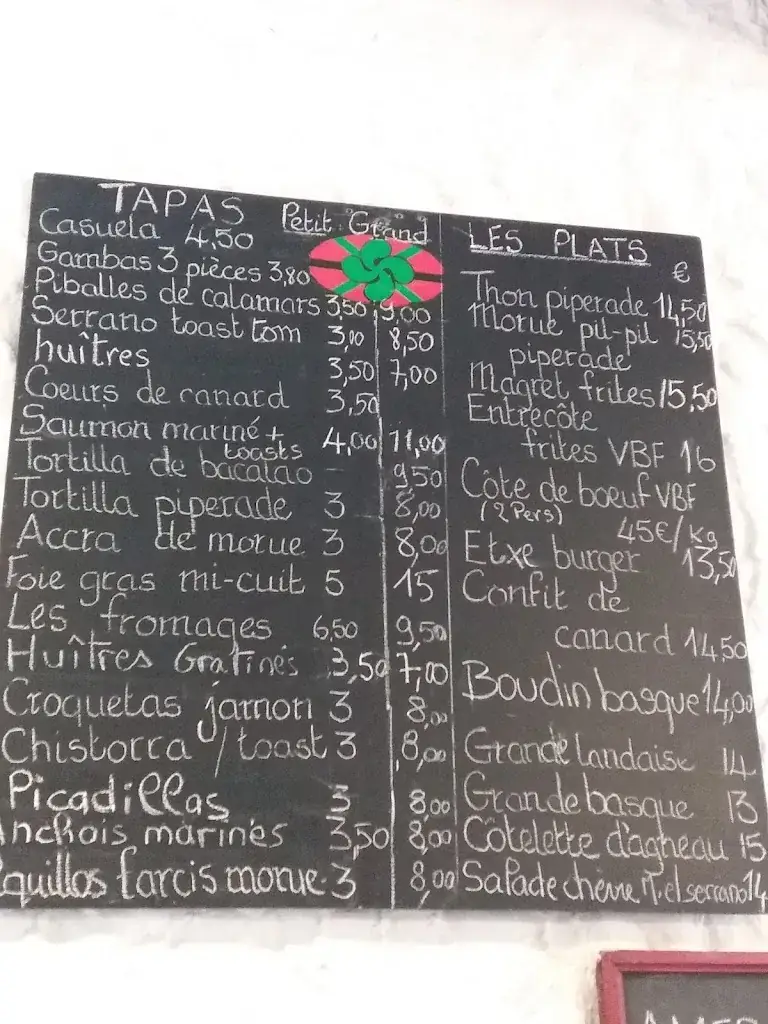 TAPAS Petit Grand
Casuela 4,50
Gambas 3 pièces 3,80
Piballes de calamars 3,50 9,00
Serrano toast tom 3,00 8,50
huîtres 3,50 7,00
Coeurs de canard 3,50
Saumon mariné +
toasts 4,00 11,00
Tortilla de bacalao - 9,50
Tortilla piperade 3 8,00
Accra de morue 3 8,00
Foie gras mi-cuit 5 15
Les fromages 6,50 9,50
Huîtres Gratinés 3,50 7,00
Croquetas jamon 3 8,00
Chistorra / toast 3 8,00
Picadillas 3 8,00
Anchois marinés 3,50 8,00
quillos farcis morue 3 8,00
LES PLATS
€
Thon piperade 14,50
Morue pil-pil 15,50
piperade
Magret frites 15,50
Entrecôte
frites VBF 16
Côte de boeuf VBF
(2 Pers) 45€/Kg
Etxe burger 13,50
Confit de
canard 14,50
Boudin basque 14,00
Grande landaise 14
Grande basque 13
Côtelette d'agneau 15
Salade chèvre M. et serrano 14